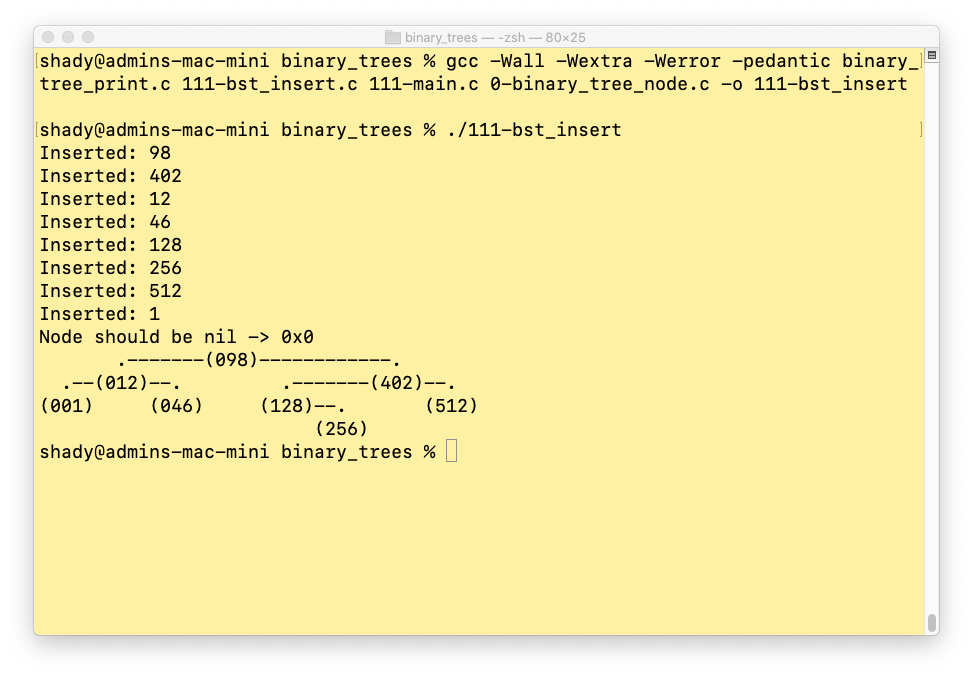 binary_trees — -zsh — 80×25
[shady@admins-mac-mini binary_trees % gcc -Wall -Wextra -Werror -pedantic binary_]
tree_print.c 111-bst_insert.c 111-main.c 0-binary_tree_node.c -o 111-bst_insert
[shady@admins-mac-mini binary_trees % ./111-bst_insert ]
Inserted: 98
Inserted: 402
Inserted: 12
Inserted: 46
Inserted: 128
Inserted: 256
Inserted: 512
Inserted: 1
Node should be nil -> 0x0
       .-------(098)------------.
  .--(012)--.         .-------(402)--.
(001)     (046)     (128)--.       (512)
                         (256)
shady@admins-mac-mini binary_trees %